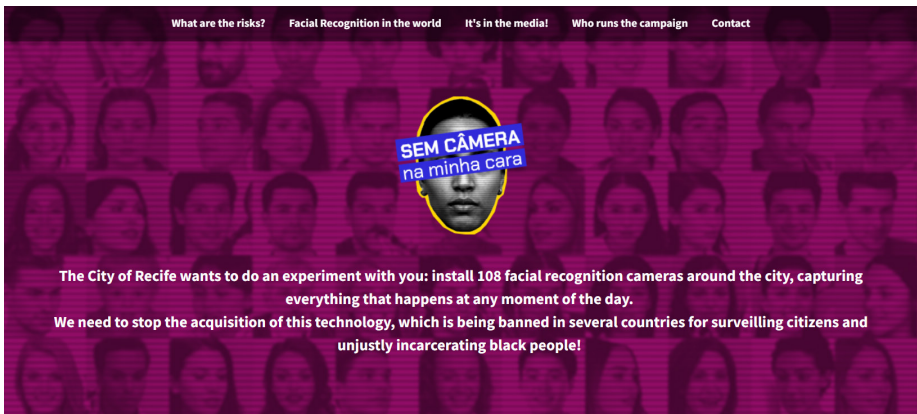 What are the risks? Facial Recognition in the world It's in the media! Who runs the campaign Contact
SEM CÂMERA
na minha cara
The City of Recife wants to do an experiment with you: install 108 facial recognition cameras around the city, capturing
everything that happens at any moment of the day.
We need to stop the acquisition of this technology, which is being banned in several countries for surveilling citizens and
unjustly incarcerating black people!